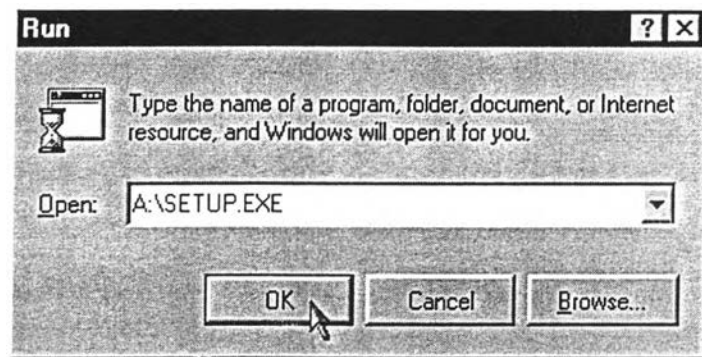 Run
Type the name of a program, folder, document, or Internet
resource, and Windows will open it for you.
Open: A:\SETUP.EXE
OK Cancel Browse...